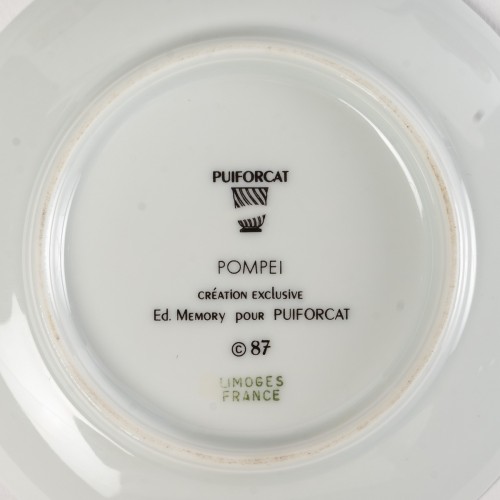 PUIFORCAT
POMPEI
CRÉATION EXCLUSIVE
Ed. Memory pour PUIFORCAT
© 87
LIMOGES
FRANCE